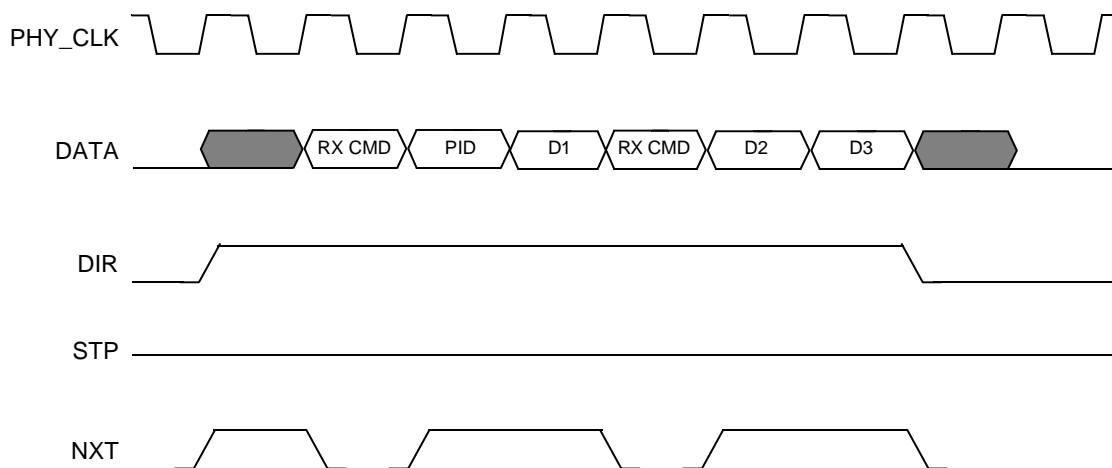 PHY_CLK
DATA RX CMD PID D1 RX CMD D2 D3
DIR
STP
NXT